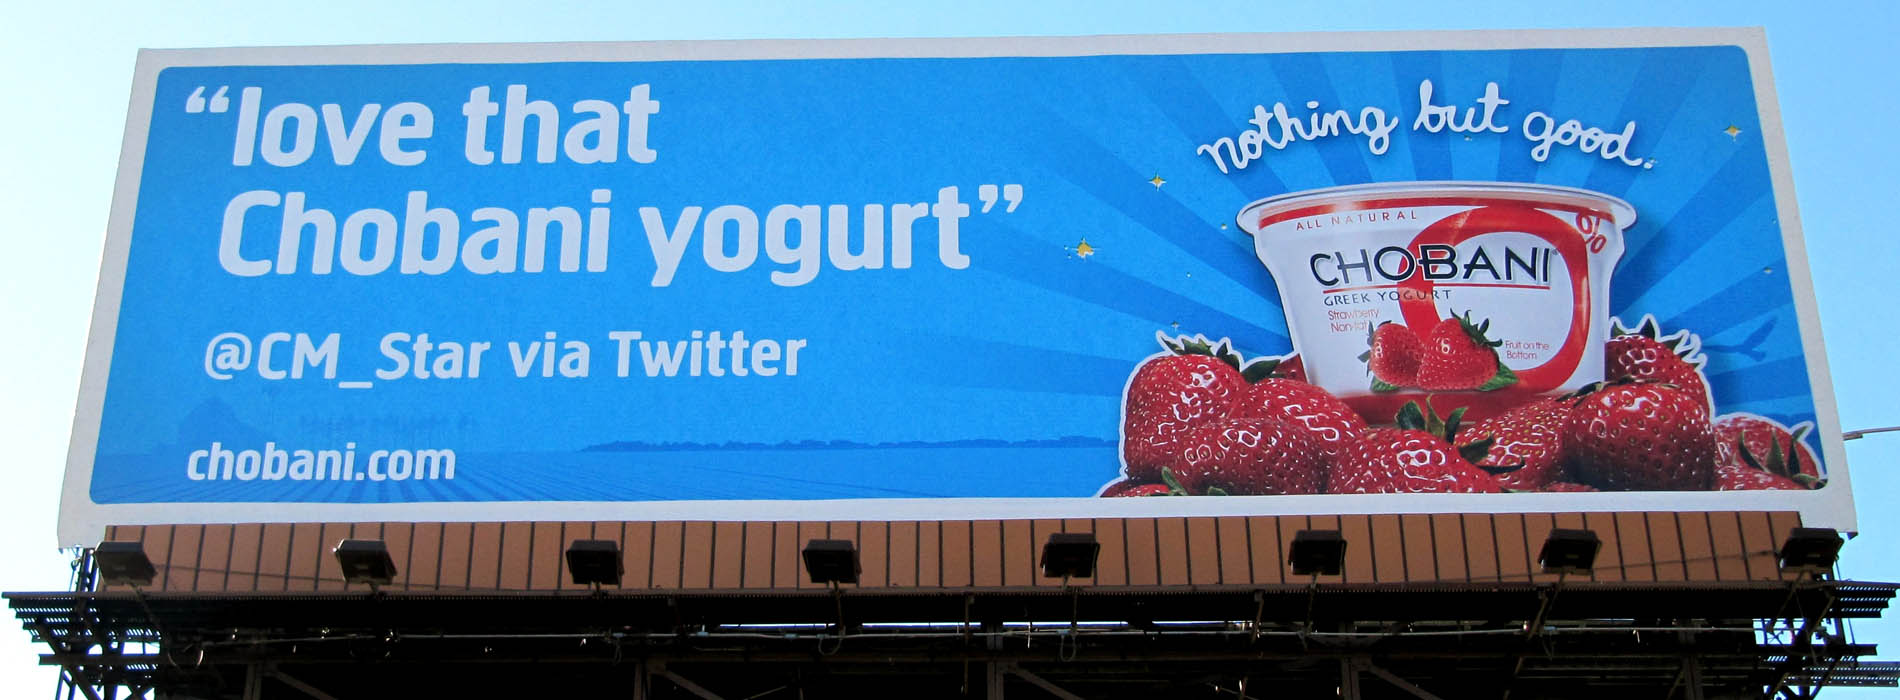 “love that
Chobani yogurt”
@CM_Star via Twitter
chobani.com
nothing but good.
ALL NATURAL
0%
CHOBANI
GREEK YOGURT
Strawberry
Non-fat
Fruit on the
Bottom